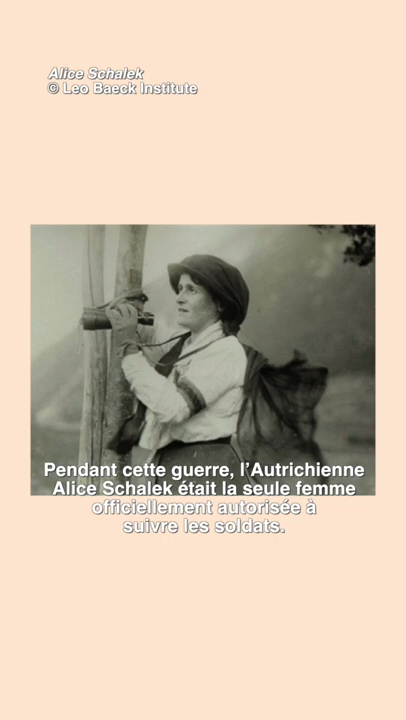 Alice Schalek
© Leo Baeck Institute
Pendant cette guerre, l’Autrichienne
Alice Schalek était la seule femme
officiellement autorisée à
suivre les soldats.